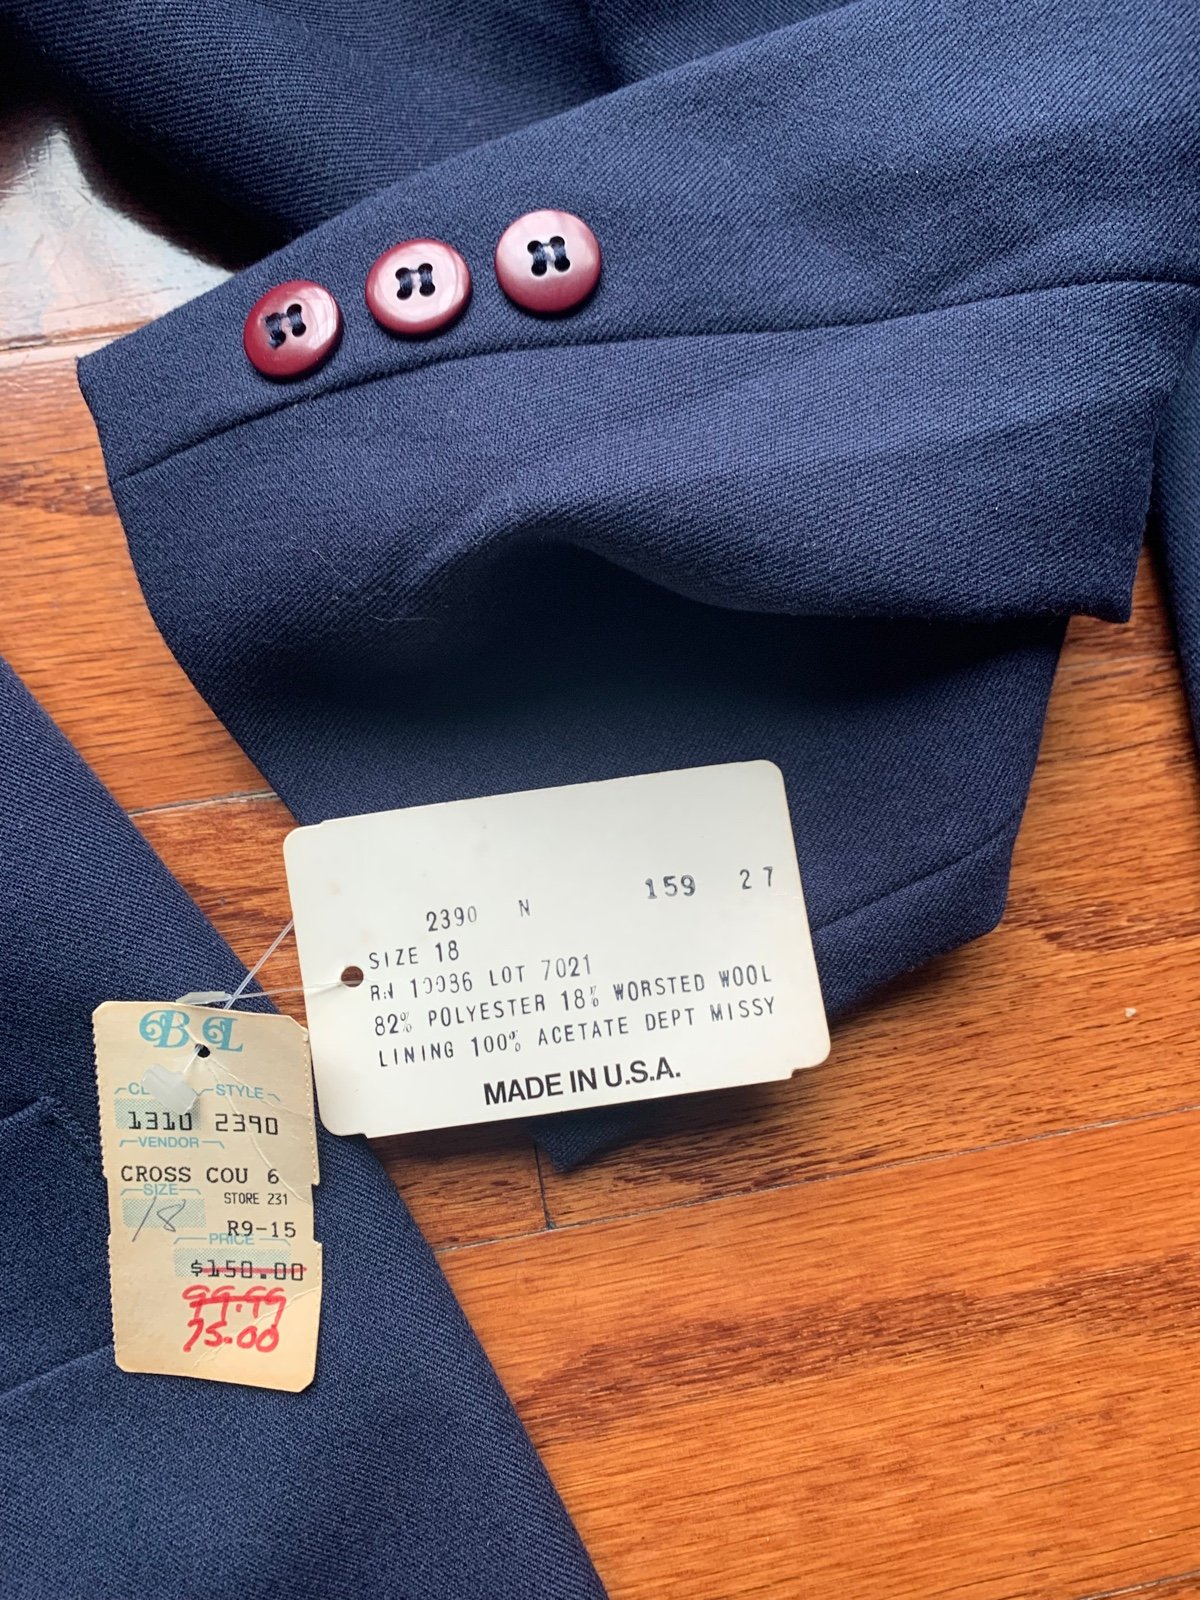 159 27
2390 N
SIZE 18
RN 10036 LOT 7021
82% POLYESTER 18% WORSTED WOOL
LINING 100% ACETATE DEPT MISSY
MADE IN U.S.A.
BL
STYLE
1310 2390
VENDOR
CROSS COU 6
SIZE
STORE 231
18
R9-15
PRICE
$150.00
99.99
75.00